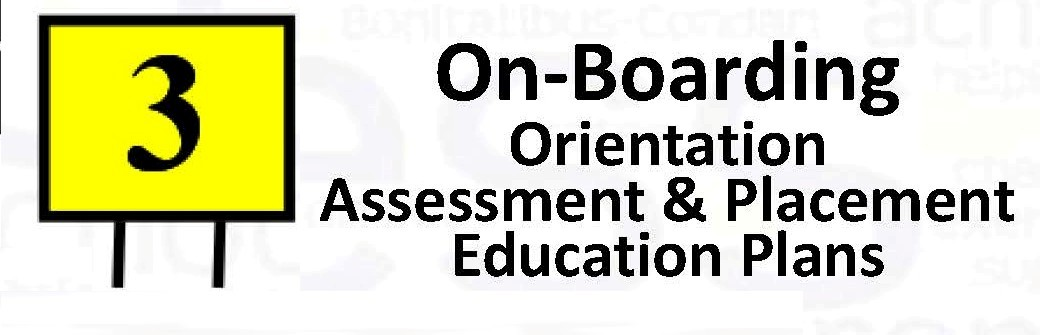 3
On-Boarding
Orientation
Assessment & Placement
Education Plans